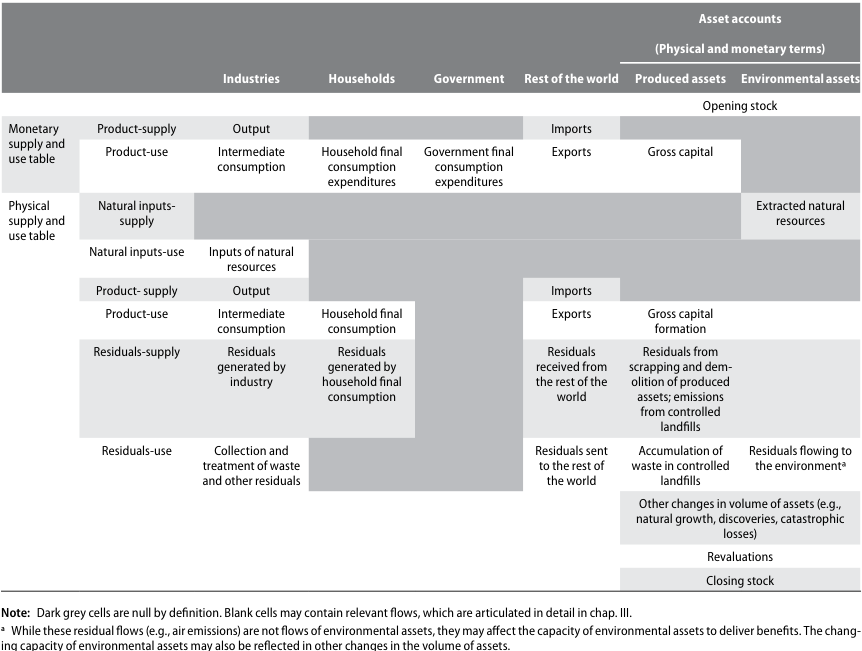 Asset accounts
(Physical and monetary terms)
Industries Households Government Rest of the world Produced assets Environmental assets
Opening stock
Monetary supply and use table
Product-supply Output Imports
Product-use Intermediate consumption Household final consumption expenditures Government final consumption expenditures Exports Gross capital
Physical supply and use table
Natural inputs-supply Extracted natural resources
Natural inputs-use Inputs of natural resources
Product- supply Output Imports
Product-use Intermediate consumption Household final consumption Exports Gross capital formation
Residuals-supply Residuals generated by industry Residuals generated by household final consumption Residuals received from the rest of the world Residuals from scrapping and dem-olition of produced assets; emissions from controlled landfills
Residuals-use Collection and treatment of waste and other residuals Residuals sent to the rest of the world Accumulation of waste in controlled landfills Residuals flowing to the environmentᵃ
Other changes in volume of assets (e.g., natural growth, discoveries, catastrophic losses)
Revaluations
Closing stock
Note: Dark grey cells are null by definition. Blank cells may contain relevant flows, which are articulated in detail in chap. III.
ᵃ While these residual flows (e.g., air emissions) are not flows of environmental assets, they may affect the capacity of environmental assets to deliver benefits. The chang-
ing capacity of environmental assets may also be reflected in other changes in the volume of assets.